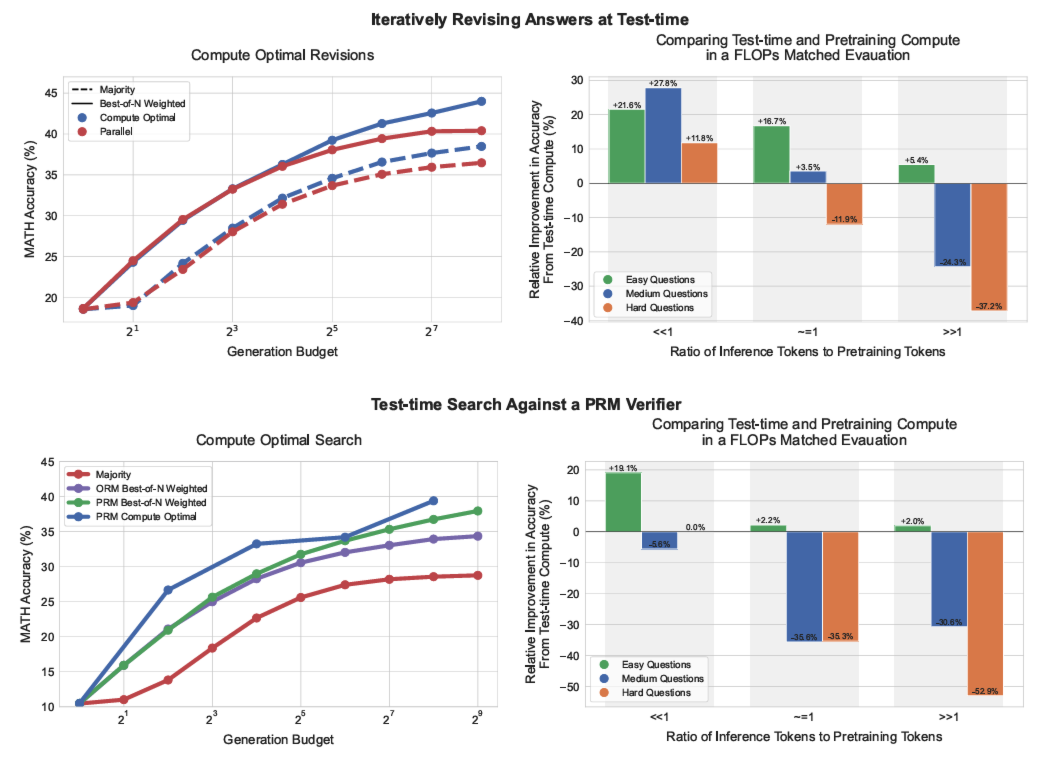 Iteratively Revising Answers at Test-time
Compute Optimal Revisions
MATH Accuracy (%)
45
40
35
30
25
20
Majority
Best-of-N Weighted
Compute Optimal
Parallel
2^1
2^3
2^5
2^7
Generation Budget
Comparing Test-time and Pretraining Compute
in a FLOPs Matched Evauation
Relative Improvement in Accuracy
From Test-time Compute (%)
30
20
10
0
−10
−20
−30
−40
+21.6%
+27.8%
+11.8%
+16.7%
+3.5%
-11.9%
+5.4%
-24.3%
-37.2%
Easy Questions
Medium Questions
Hard Questions
<<1
~=1
>>1
Ratio of Inference Tokens to Pretraining Tokens
Test-time Search Against a PRM Verifier
Compute Optimal Search
MATH Accuracy (%)
45
40
35
30
25
20
15
10
Majority
ORM Best-of-N Weighted
PRM Best-of-N Weighted
PRM Compute Optimal
2^1
2^3
2^5
2^7
2^9
Generation Budget
Comparing Test-time and Pretraining Compute
in a FLOPs Matched Evauation
Relative Improvement in Accuracy
From Test-time Compute (%)
20
10
0
−10
−20
−30
−40
−50
+19.1%
-5.6%
0.0%
+2.2%
-35.6%
-35.3%
+2.0%
-30.6%
-52.9%
Easy Questions
Medium Questions
Hard Questions
<<1
~=1
>>1
Ratio of Inference Tokens to Pretraining Tokens